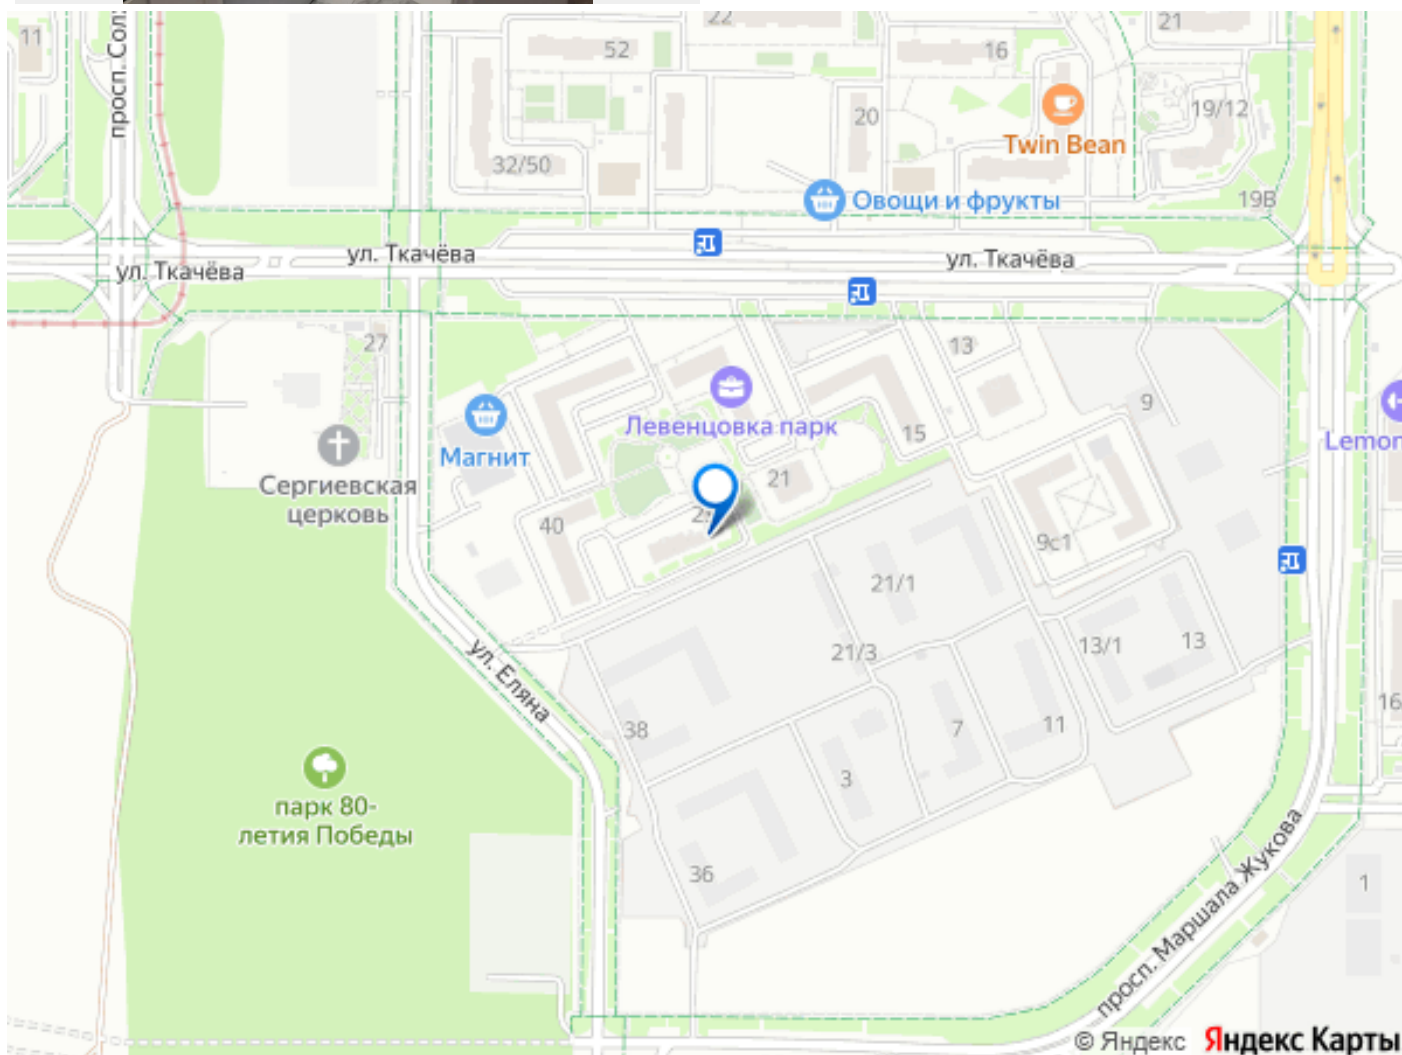 22
21
11
52
16
просп. Сол
20
19/12
Twin Bean
32/50
Овощи и фрукты
19В
ул. Ткачёва
ул. Ткачёва
ул. Ткачёва
27
13
9
Левенцовка парк
15
Lemon
Магнит
21
Сергиевская
церковь
40
9с1
21/1
21/3
13/1
13
ул. Еляна
16
38
7
11
3
парк 80-
летия Победы
36
1
просп. Маршала Жукова
© Яндекс Яндекс Карты